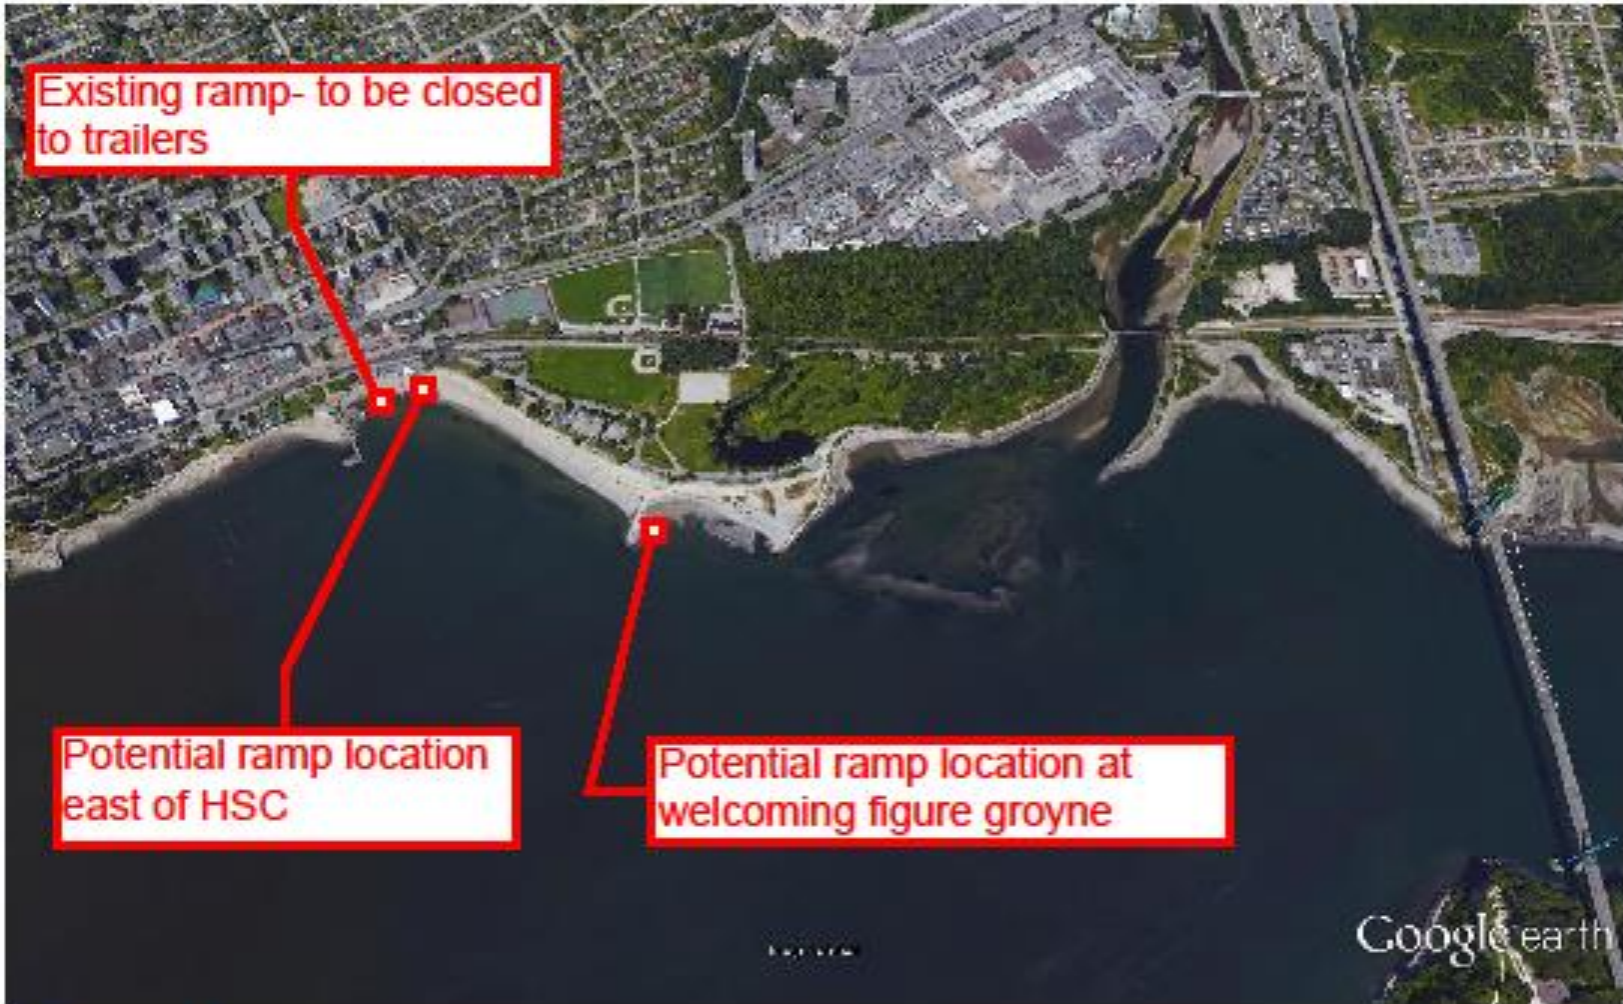 Existing ramp- to be closed
to trailers
Potential ramp location
east of HSC
Potential ramp location at
welcoming figure groyne
Google earth